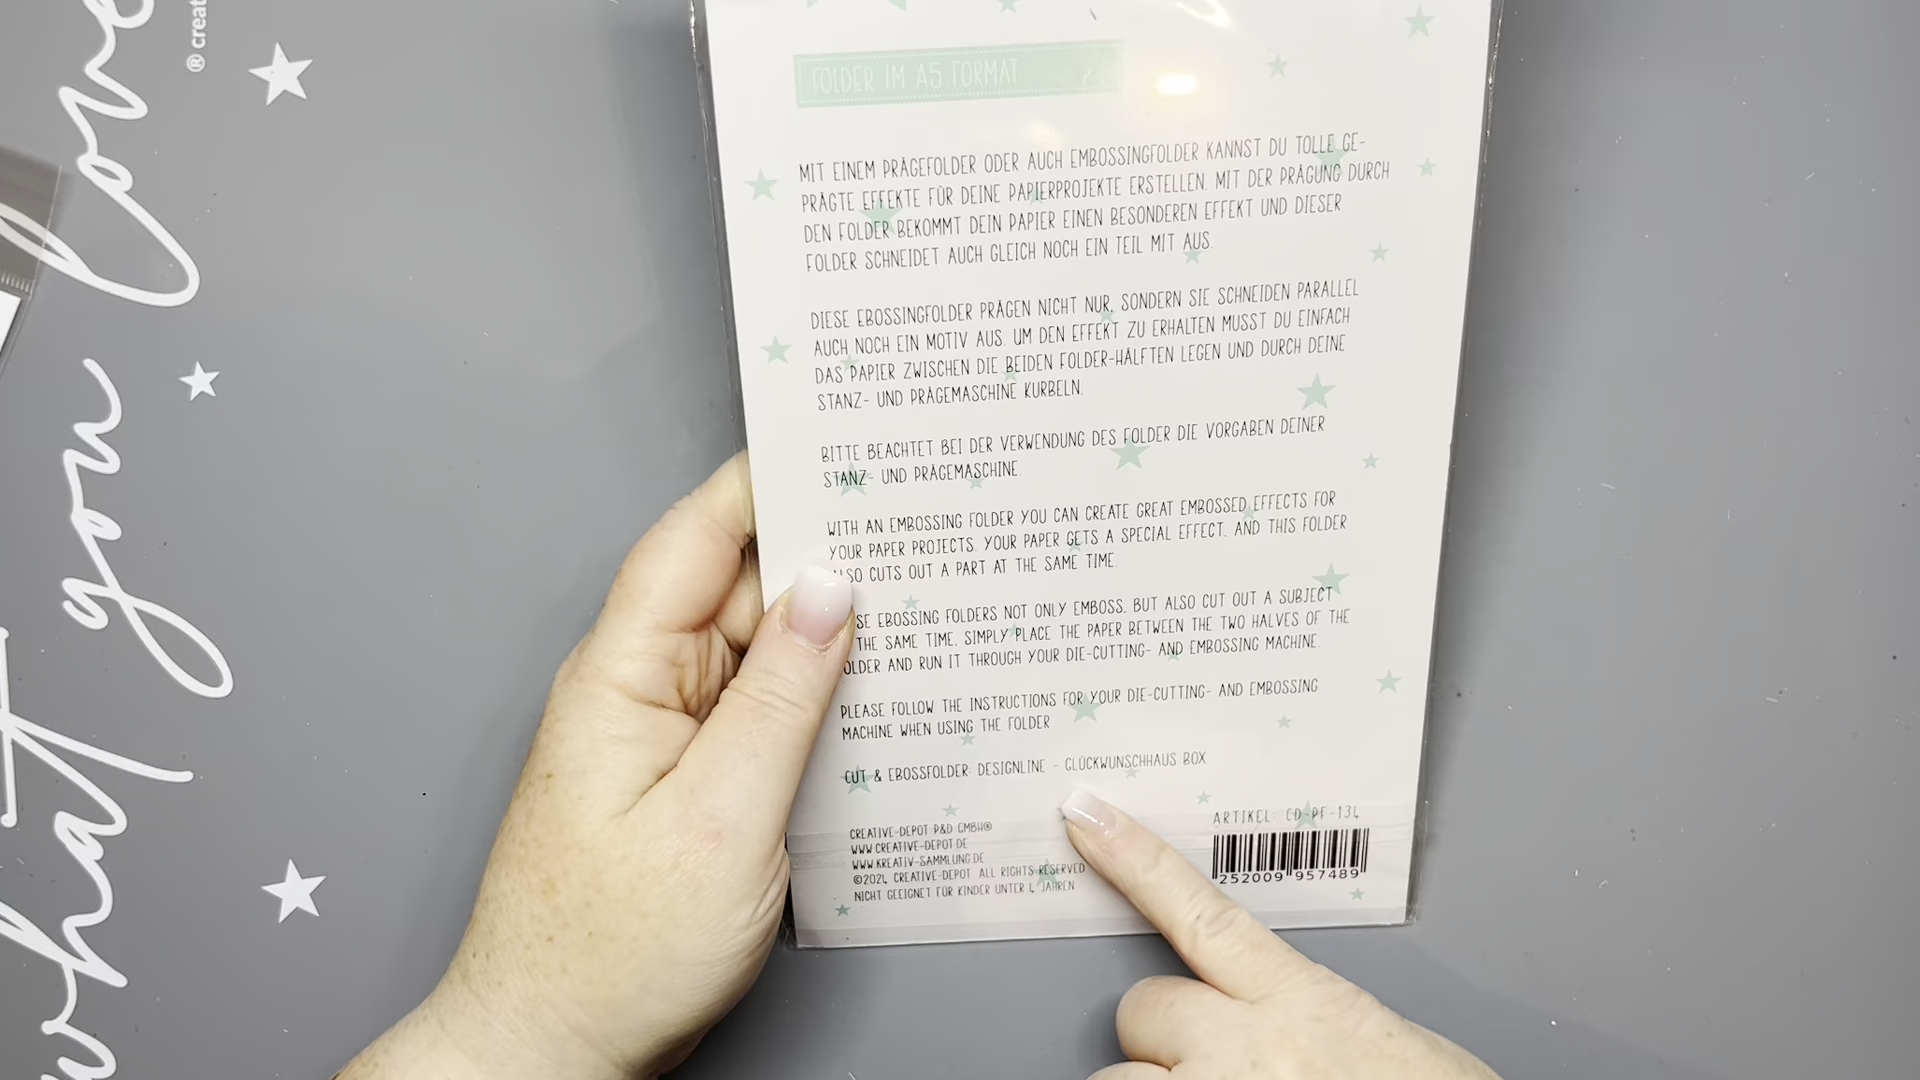 what you love
® creat
FOLDER IM A5 FORMAT
MIT EINEM PRÄGEFOLDER ODER AUCH EMBOSSINGFOLDER KANNST DU TOLLE GE-
PRÄGTE EFFEKTE FÜR DEINE PAPIERPROJEKTE ERSTELLEN. MIT DER PRÄGUNG DURCH
DEN FOLDER BEKOMMT DEIN PAPIER EINEN BESONDEREN EFFEKT UND DIESER
FOLDER SCHNEIDET AUCH GLEICH NOCH EIN TEIL MIT AUS.
DIESE EBOSSINGFOLDER PRÄGEN NICHT NUR, SONDERN SIE SCHNEIDEN PARALLEL
AUCH NOCH EIN MOTIV AUS. UM DEN EFFEKT ZU ERHALTEN MUSST DU EINFACH
DAS PAPIER ZWISCHEN DIE BEIDEN FOLDER-HÄLFTEN LEGEN UND DURCH DEINE
STANZ- UND PRÄGEMASCHINE KURBELN.
BITTE BEACHTET BEI DER VERWENDUNG DES FOLDER DIE VORGABEN DEINER
STANZ- UND PRÄGEMASCHINE.
WITH AN EMBOSSING FOLDER YOU CAN CREATE GREAT EMBOSSED EFFECTS FOR
YOUR PAPER PROJECTS. YOUR PAPER GETS A SPECIAL EFFECT. AND THIS FOLDER
LSO CUTS OUT A PART AT THE SAME TIME.
SE EBOSSING FOLDERS NOT ONLY EMBOSS, BUT ALSO CUT OUT A SUBJECT
THE SAME TIME. SIMPLY PLACE THE PAPER BETWEEN THE TWO HALVES OF THE
OLDER AND RUN IT THROUGH YOUR DIE-CUTTING- AND EMBOSSING MACHINE.
PLEASE FOLLOW THE INSTRUCTIONS FOR YOUR DIE-CUTTING- AND EMBOSSING
MACHINE WHEN USING THE FOLDER
CUT & EBOSSFOLDER DESIGNLINE - GLÜCKWUNSCHHAUS BOX
CREATIVE-DEPOT P&D GMBH®
WWW.CREATIVE-DEPOT.DE
WWW.KREATIV-SAMMLUNG.DE
©2024 CREATIVE-DEPOT ALL RIGHTS RESERVED
NICHT GEEIGNET FÜR KINDER UNTER 4 JAHREN
ARTIKEL: CD-PF-134
252009 957489